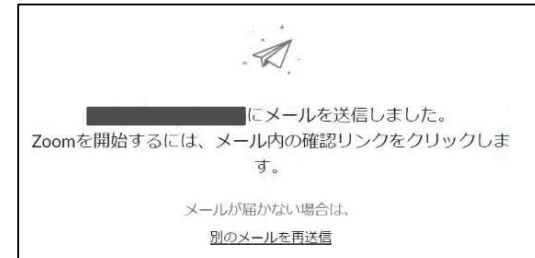 にメールを送信しました。
Zoomを開始するには、メール内の確認リンクをクリックしま
す。
メールが届かない場合は、
別のメールを再送信